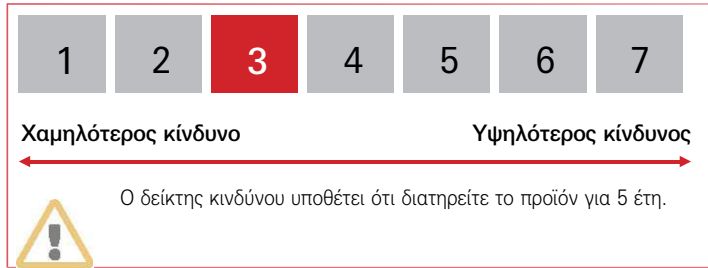 1 2 3 4 5 6 7
Χαμηλότερος κίνδυνο Υψηλότερος κίνδυνος
Ο δείκτης κινδύνου υποθέτει ότι διατηρείτε το προϊόν για 5 έτη.